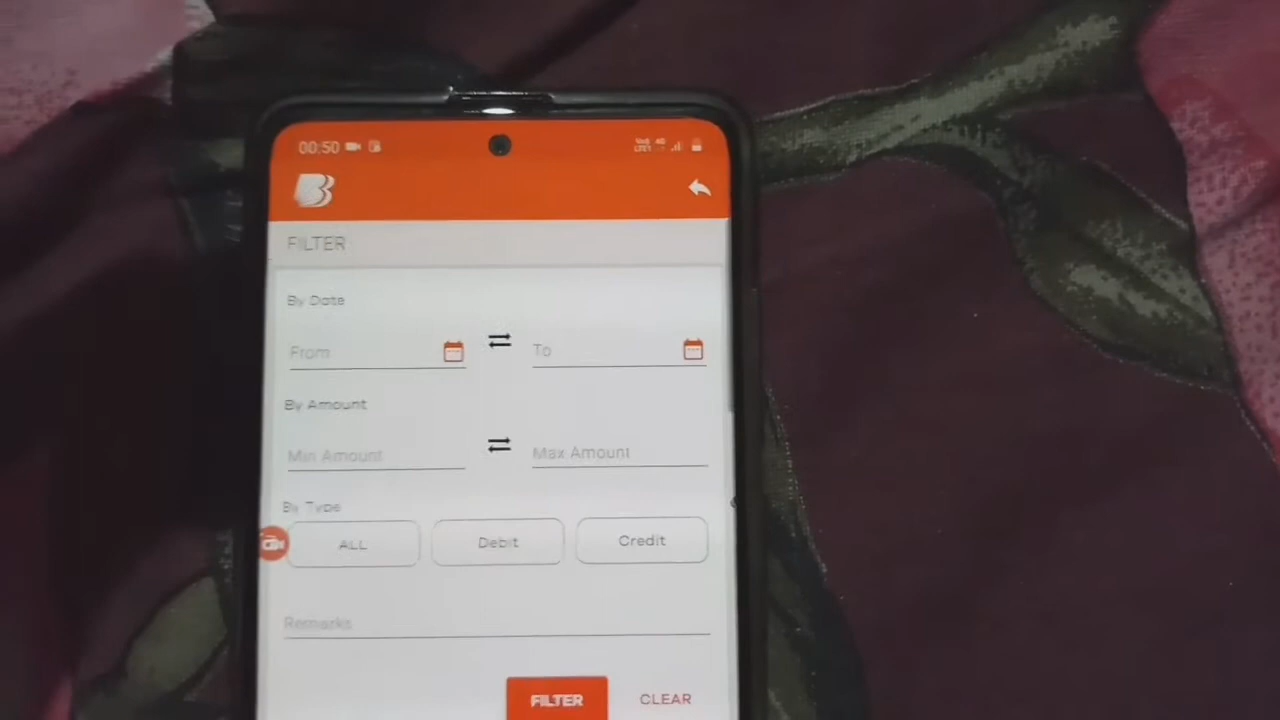 00:50
FILTER
By Date
From To
By Amount
Min Amount Max Amount
By Type
ALL Debit Credit
Remarks
FILTER CLEAR